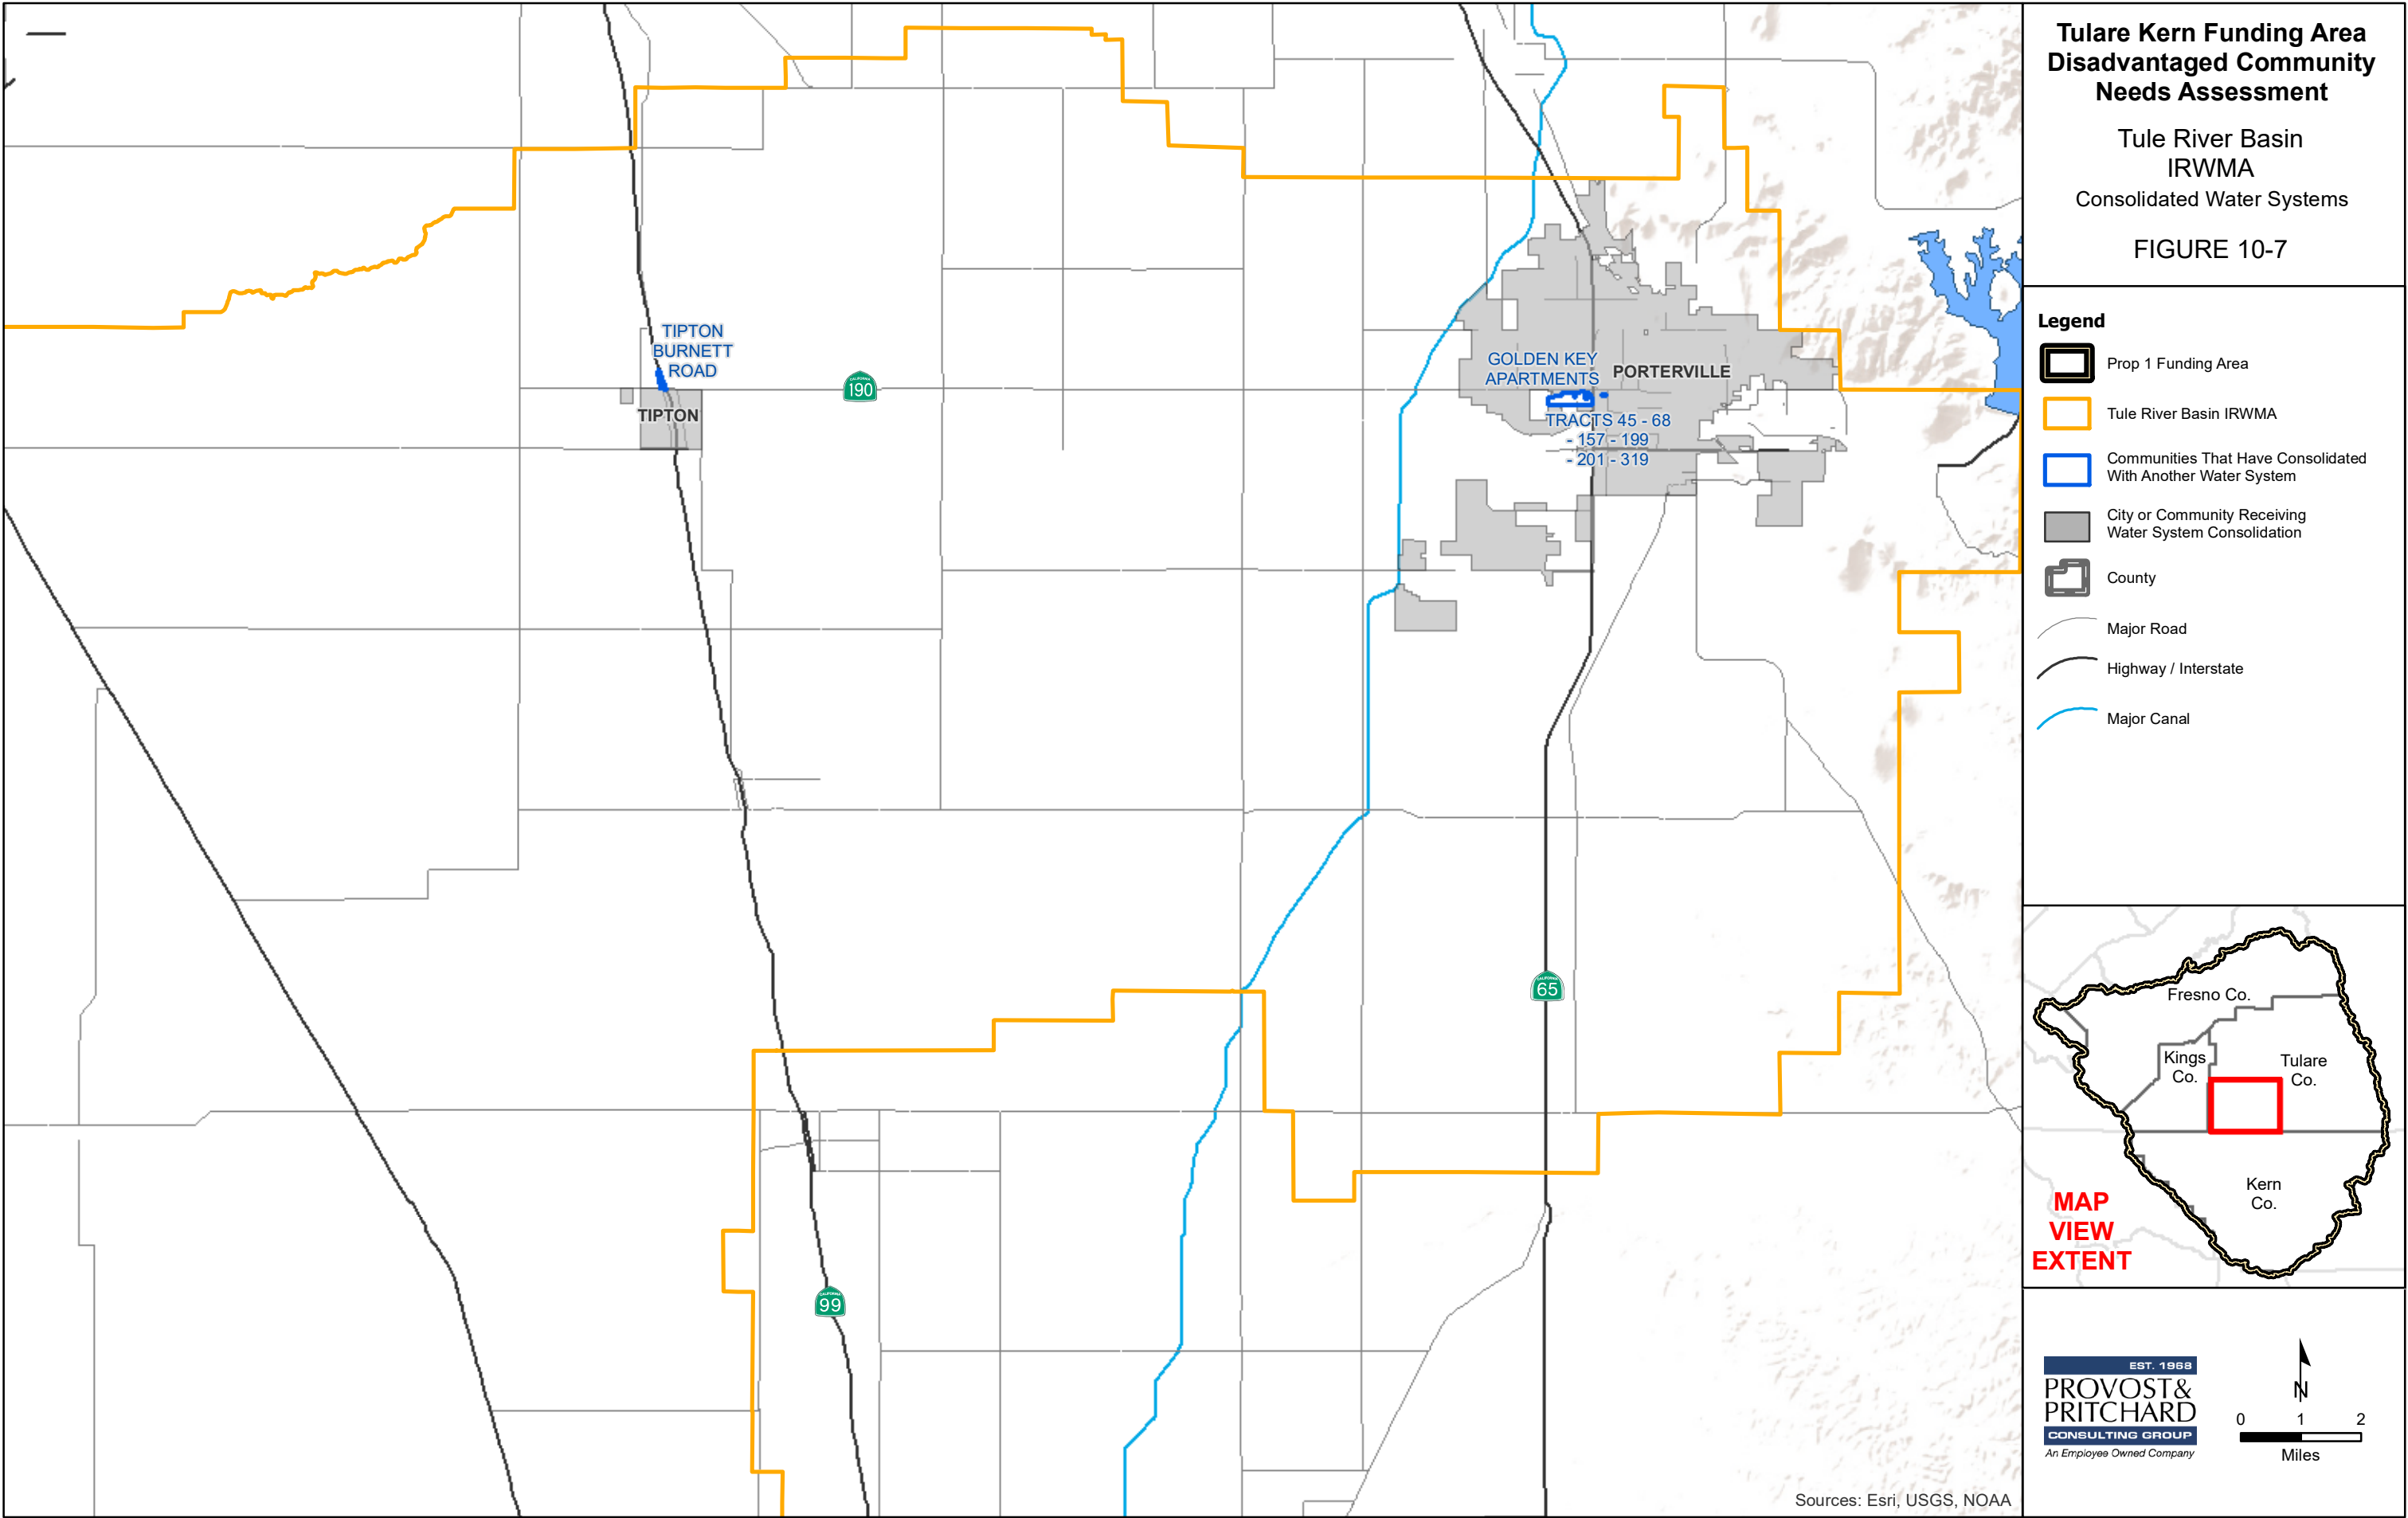 Tulare Kern Funding Area
Disadvantaged Community
Needs Assessment
Tule River Basin
IRWMA
Consolidated Water Systems
FIGURE 10-7
Legend
Prop 1 Funding Area
Tule River Basin IRWMA
Communities That Have Consolidated
With Another Water System
City or Community Receiving
Water System Consolidation
County
Major Road
Highway / Interstate
Major Canal
TIPTON
BURNETT
ROAD
TIPTON
CALIFORNIA
190
GOLDEN KEY
APARTMENTS
PORTERVILLE
TRACTS 45 - 68
- 157 - 199
- 201 - 319
CALIFORNIA
65
CALIFORNIA
99
Sources: Esri, USGS, NOAA
Fresno Co.
Kings
Co.
Tulare
Co.
Kern
Co.
MAP
VIEW
EXTENT
EST. 1968
PROVOST&
PRITCHARD
CONSULTING GROUP
An Employee Owned Company
N
0 1 2
Miles